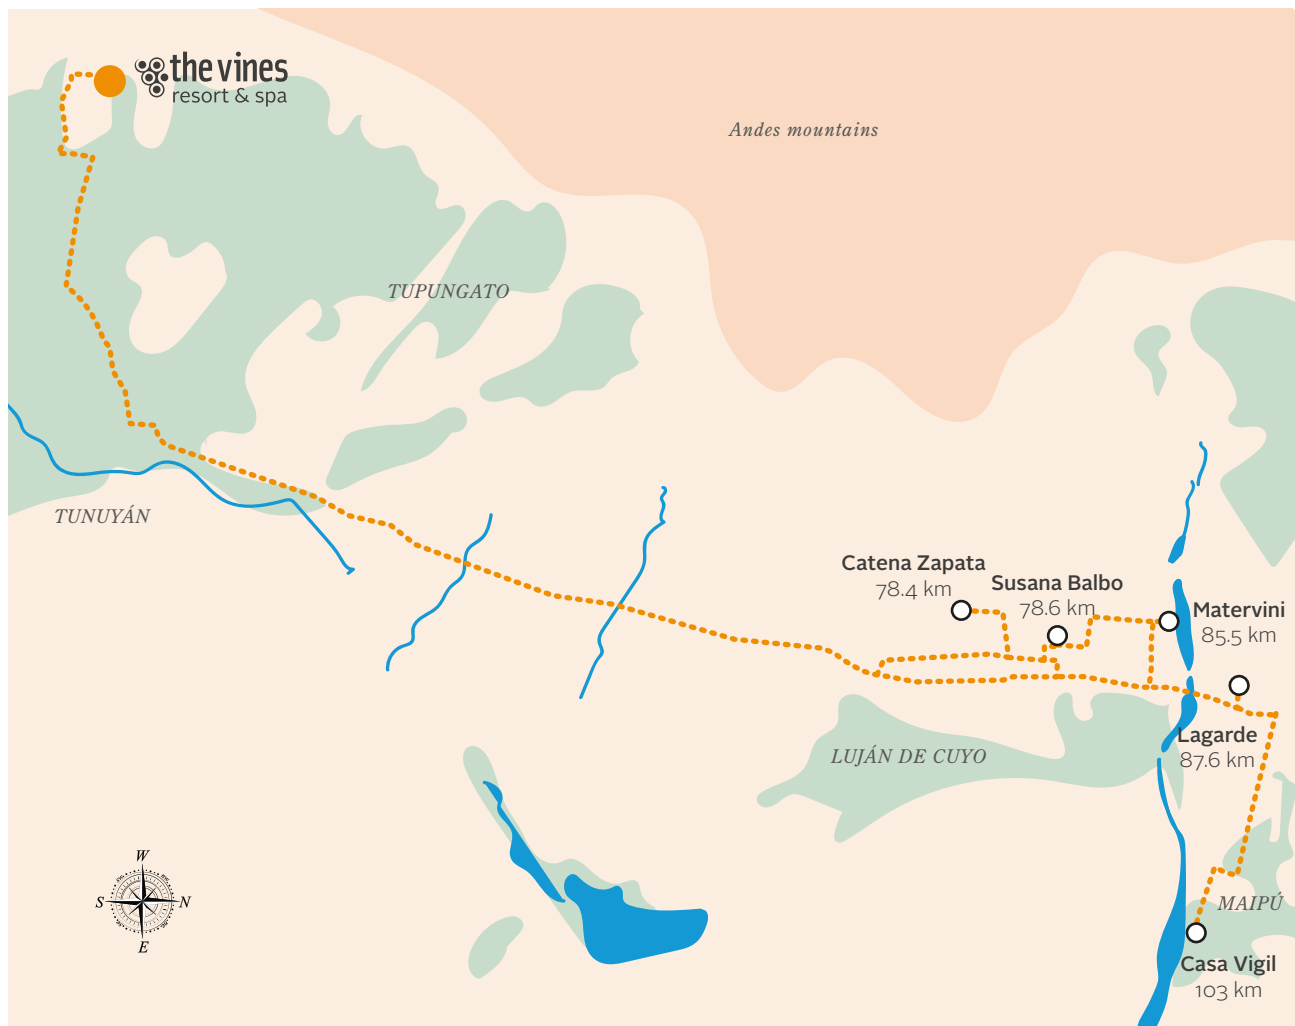 the vines
resort & spa
Andes mountains
TUPUNGATO
TUNUYÁN
Catena Zapata
78.4 km
Susana Balbo
78.6 km
Matervini
85.5 km
Lagarde
87.6 km
LUJÁN DE CUYO
MAIPÚ
Casa Vigil
103 km
W
S N
E